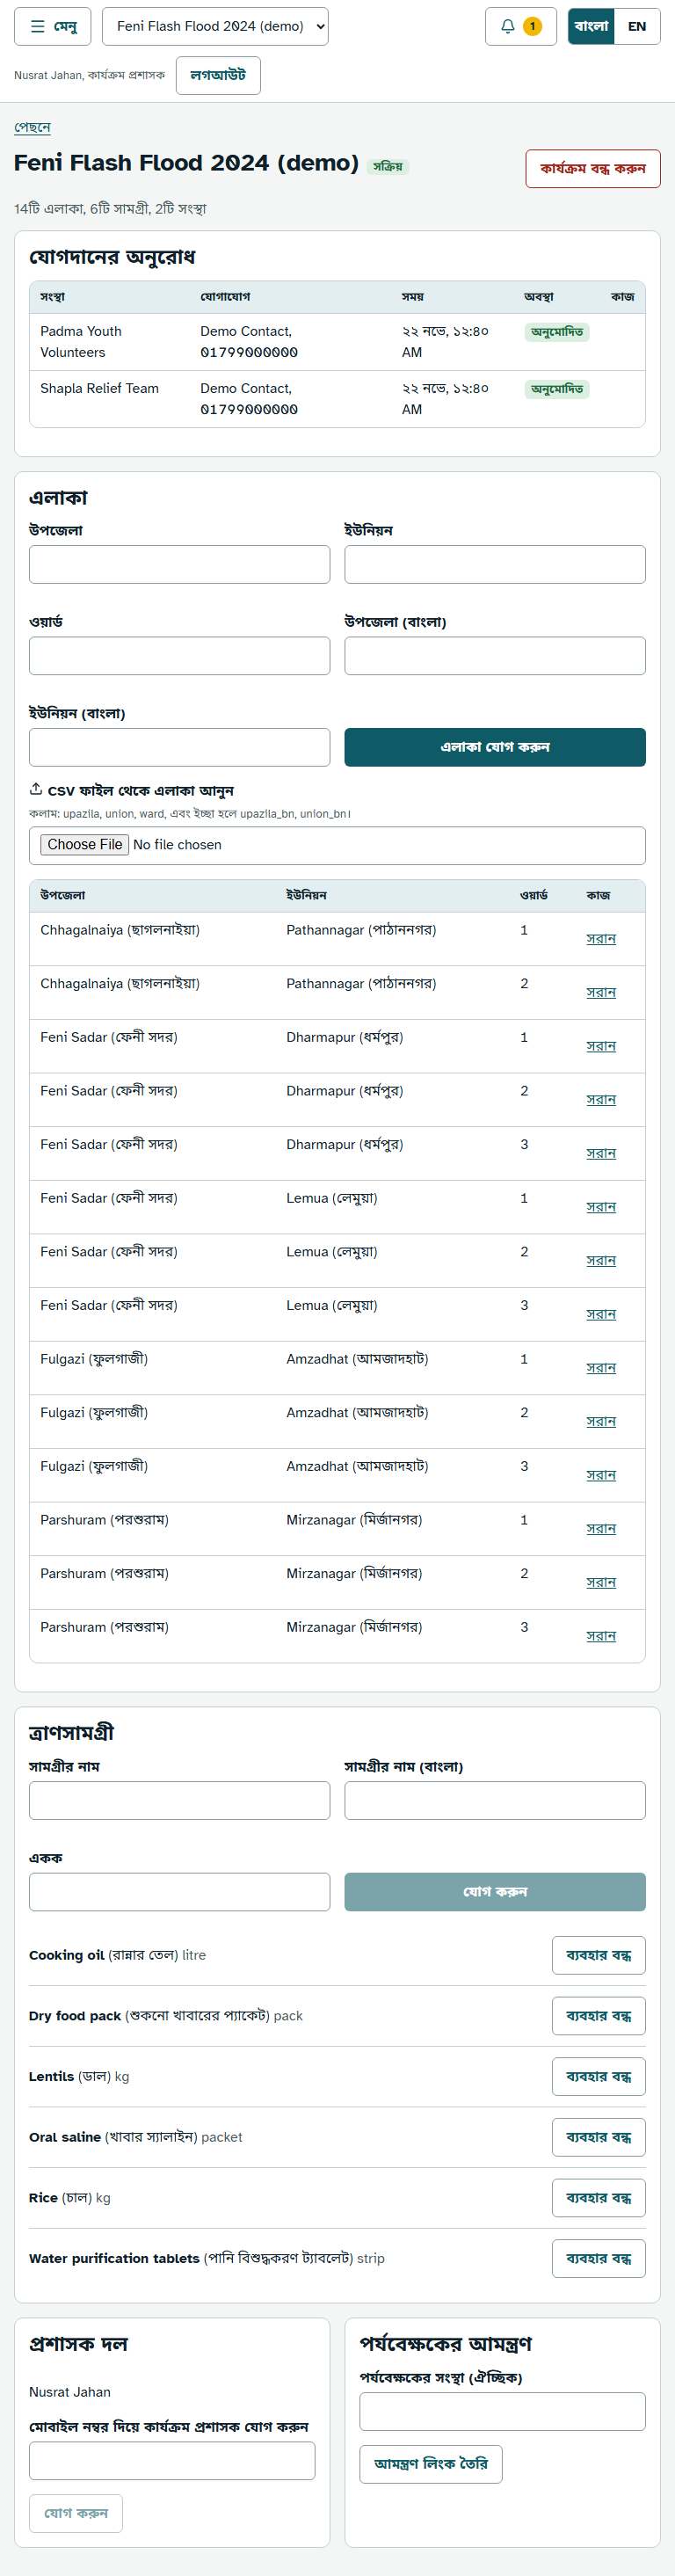 মেনু
Feni Flash Flood 2024 (demo)
1
বাংলা
EN
Nusrat Jahan, কার্যক্রম প্রশাসক
লগআউট
পেছনে
Feni Flash Flood 2024 (demo) সক্রিয়
কার্যক্রম বন্ধ করুন
14টি এলাকা, 6টি সামগ্রী, 2টি সংস্থা
যোগদানের অনুরোধ
সংস্থা যোগাযোগ সময় অবস্থা কাজ
Padma Youth Demo Contact, ২২ নভে, ১২:৪০ অনুমোদিত
Volunteers 01799000000 AM
Shapla Relief Team Demo Contact, ২২ নভে, ১২:৪০ অনুমোদিত
01799000000 AM
এলাকা
উপজেলা ইউনিয়ন
ওয়ার্ড উপজেলা (বাংলা)
ইউনিয়ন (বাংলা)
এলাকা যোগ করুন
CSV ফাইল থেকে এলাকা আনুন
কলাম: upazila, union, ward, এবং ইচ্ছা হলে upazila_bn, union_bn।
Choose File No file chosen
উপজেলা ইউনিয়ন ওয়ার্ড কাজ
Chhagalnaiya (ছাগলনাইয়া) Pathannagar (পাঠাননগর) 1 সরান
Chhagalnaiya (ছাগলনাইয়া) Pathannagar (পাঠাননগর) 2 সরান
Feni Sadar (ফেনী সদর) Dharmapur (ধর্মপুর) 1 সরান
Feni Sadar (ফেনী সদর) Dharmapur (ধর্মপুর) 2 সরান
Feni Sadar (ফেনী সদর) Dharmapur (ধর্মপুর) 3 সরান
Feni Sadar (ফেনী সদর) Lemua (লেমুয়া) 1 সরান
Feni Sadar (ফেনী সদর) Lemua (লেমুয়া) 2 সরান
Feni Sadar (ফেনী সদর) Lemua (লেমুয়া) 3 সরান
Fulgazi (ফুলগাজী) Amzadhat (আমজাদহাট) 1 সরান
Fulgazi (ফুলগাজী) Amzadhat (আমজাদহাট) 2 সরান
Fulgazi (ফুলগাজী) Amzadhat (আমজাদহাট) 3 সরান
Parshuram (পরশুরাম) Mirzanagar (মির্জানগর) 1 সরান
Parshuram (পরশুরাম) Mirzanagar (মির্জানগর) 2 সরান
Parshuram (পরশুরাম) Mirzanagar (মির্জানগর) 3 সরান
ত্রাণসামগ্রী
সামগ্রীর নাম সামগ্রীর নাম (বাংলা)
একক
যোগ করুন
Cooking oil (রান্নার তেল) litre ব্যবহার বন্ধ
Dry food pack (শুকনো খাবারের প্যাকেট) pack ব্যবহার বন্ধ
Lentils (ডাল) kg ব্যবহার বন্ধ
Oral saline (খাবার স্যালাইন) packet ব্যবহার বন্ধ
Rice (চাল) kg ব্যবহার বন্ধ
Water purification tablets (পানি বিশুদ্ধকরণ ট্যাবলেট) strip ব্যবহার বন্ধ
প্রশাসক দল
Nusrat Jahan
মোবাইল নম্বর দিয়ে কার্যক্রম প্রশাসক যোগ করুন
যোগ করুন
পর্যবেক্ষকের আমন্ত্রণ
পর্যবেক্ষকের সংস্থা (ঐচ্ছিক)
আমন্ত্রণ লিংক তৈরি